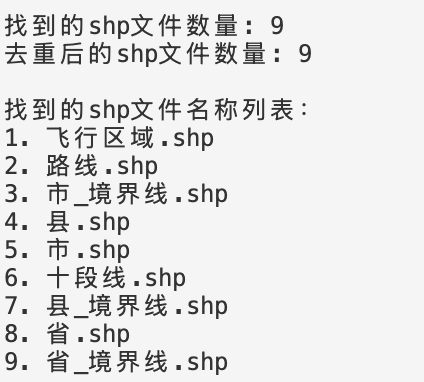 找到的shp文件数量: 9
去重后的shp文件数量: 9
找到的shp文件名称列表：
1. 飞行区域.shp
2. 路线.shp
3. 市_境界线.shp
4. 县.shp
5. 市.shp
6. 十段线.shp
7. 县_境界线.shp
8. 省.shp
9. 省_境界线.shp